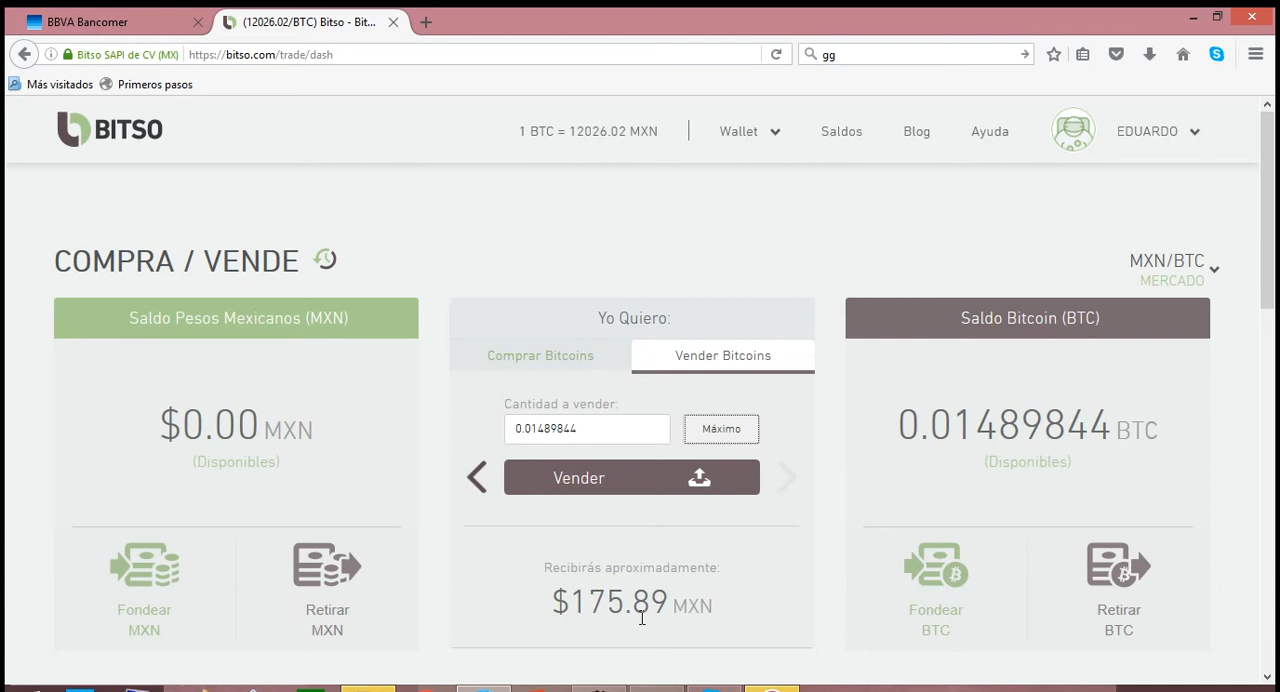 BBVA Bancomer
(12026.02/BTC) Bitso - Bit...
Bitso SAPI de CV (MX)
https://bitso.com/trade/dash
gg
Más visitados
Primeros pasos
BITSO
1 BTC = 12026.02 MXN
Wallet
Saldos
Blog
Ayuda
EDUARDO
COMPRA / VENDE
MXN/BTC
MERCADO
Saldo Pesos Mexicanos (MXN)
$0.00 MXN
(Disponibles)
Fondear
MXN
Retirar
MXN
Yo Quiero:
Comprar Bitcoins
Vender Bitcoins
Cantidad a vender:
0.01489844
Máximo
Vender
Recibirás aproximadamente:
$175.89 MXN
Saldo Bitcoin (BTC)
0.01489844 BTC
(Disponibles)
Fondear
BTC
Retirar
BTC